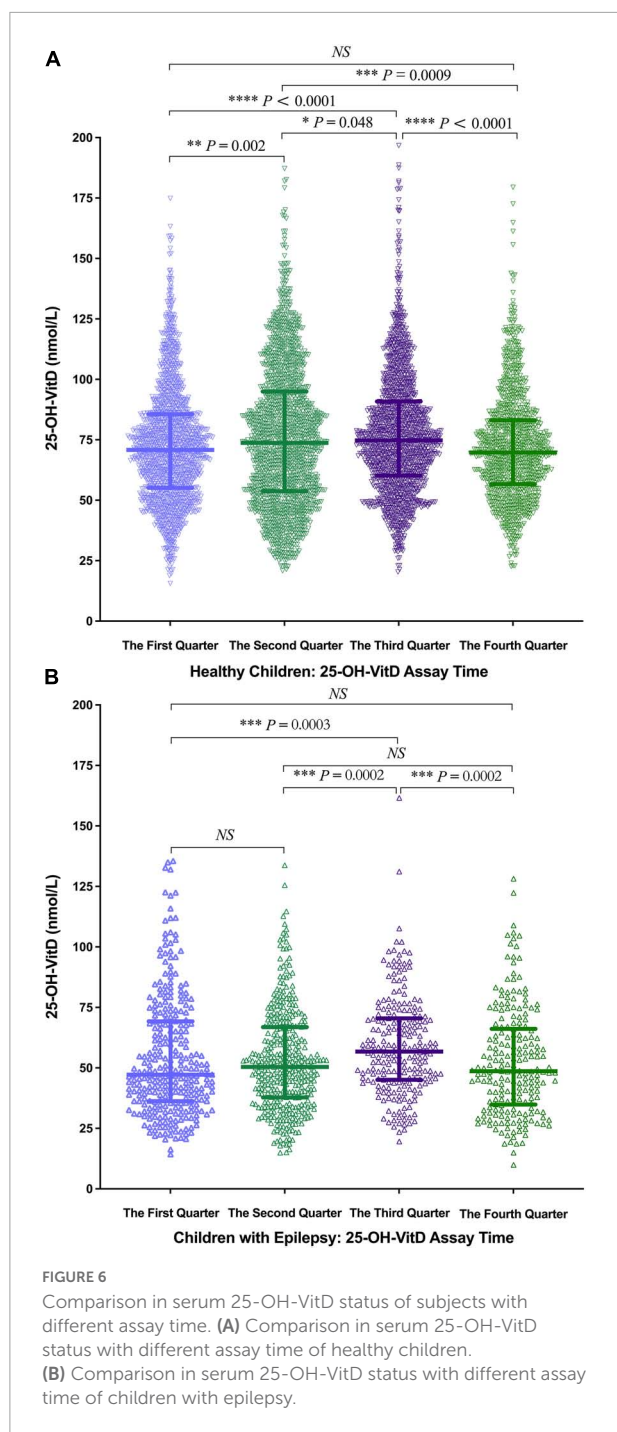 A
NS
*** P = 0.0009
**** P < 0.0001
* P = 0.048
**** P < 0.0001
** P = 0.002
200
175
150
125
100
75
50
25
0
25-OH-VitD (nmol/L)
The First Quarter The Second Quarter The Third Quarter The Fourth Quarter
Healthy Children: 25-OH-VitD Assay Time
B
NS
*** P = 0.0003
NS
*** P = 0.0002
*** P = 0.0002
NS
200
175
150
125
100
75
50
25
0
25-OH-VitD (nmol/L)
The First Quarter The Second Quarter The Third Quarter The Fourth Quarter
Children with Epilepsy: 25-OH-VitD Assay Time
FIGURE 6
Comparison in serum 25-OH-VitD status of subjects with
different assay time. (A) Comparison in serum 25-OH-VitD
status with different assay time of healthy children.
(B) Comparison in serum 25-OH-VitD status with different assay
time of children with epilepsy.